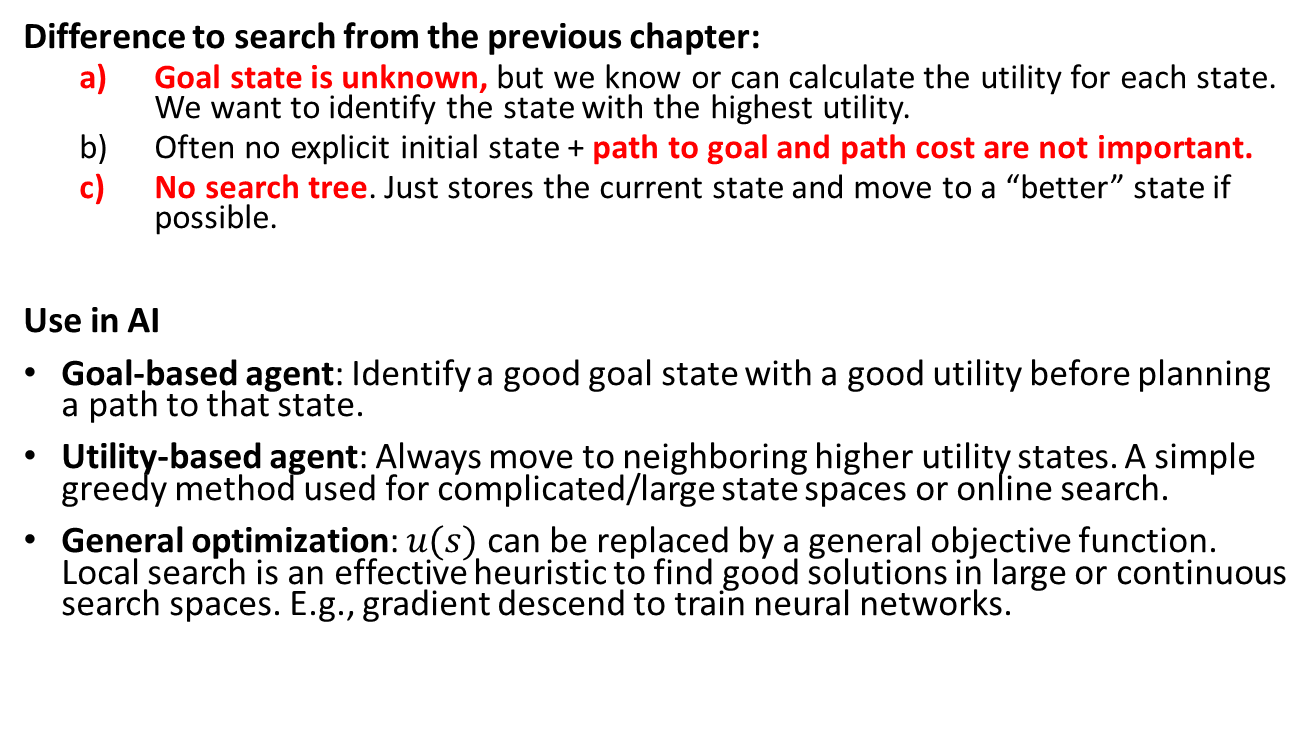 Difference to search from the previous chapter:
a) Goal state is unknown, but we know or can calculate the utility for each state.
We want to identify the state with the highest utility.
b) Often no explicit initial state + path to goal and path cost are not important.
c) No search tree. Just stores the current state and move to a “better” state if
possible.
Use in AI
• Goal-based agent: Identify a good goal state with a good utility before planning
a path to that state.
• Utility-based agent: Always move to neighboring higher utility states. A simple
greedy method used for complicated/large state spaces or online search.
• General optimization: 𝑢(𝑠) can be replaced by a general objective function.
Local search is an effective heuristic to find good solutions in large or continuous
search spaces. E.g., gradient descend to train neural networks.